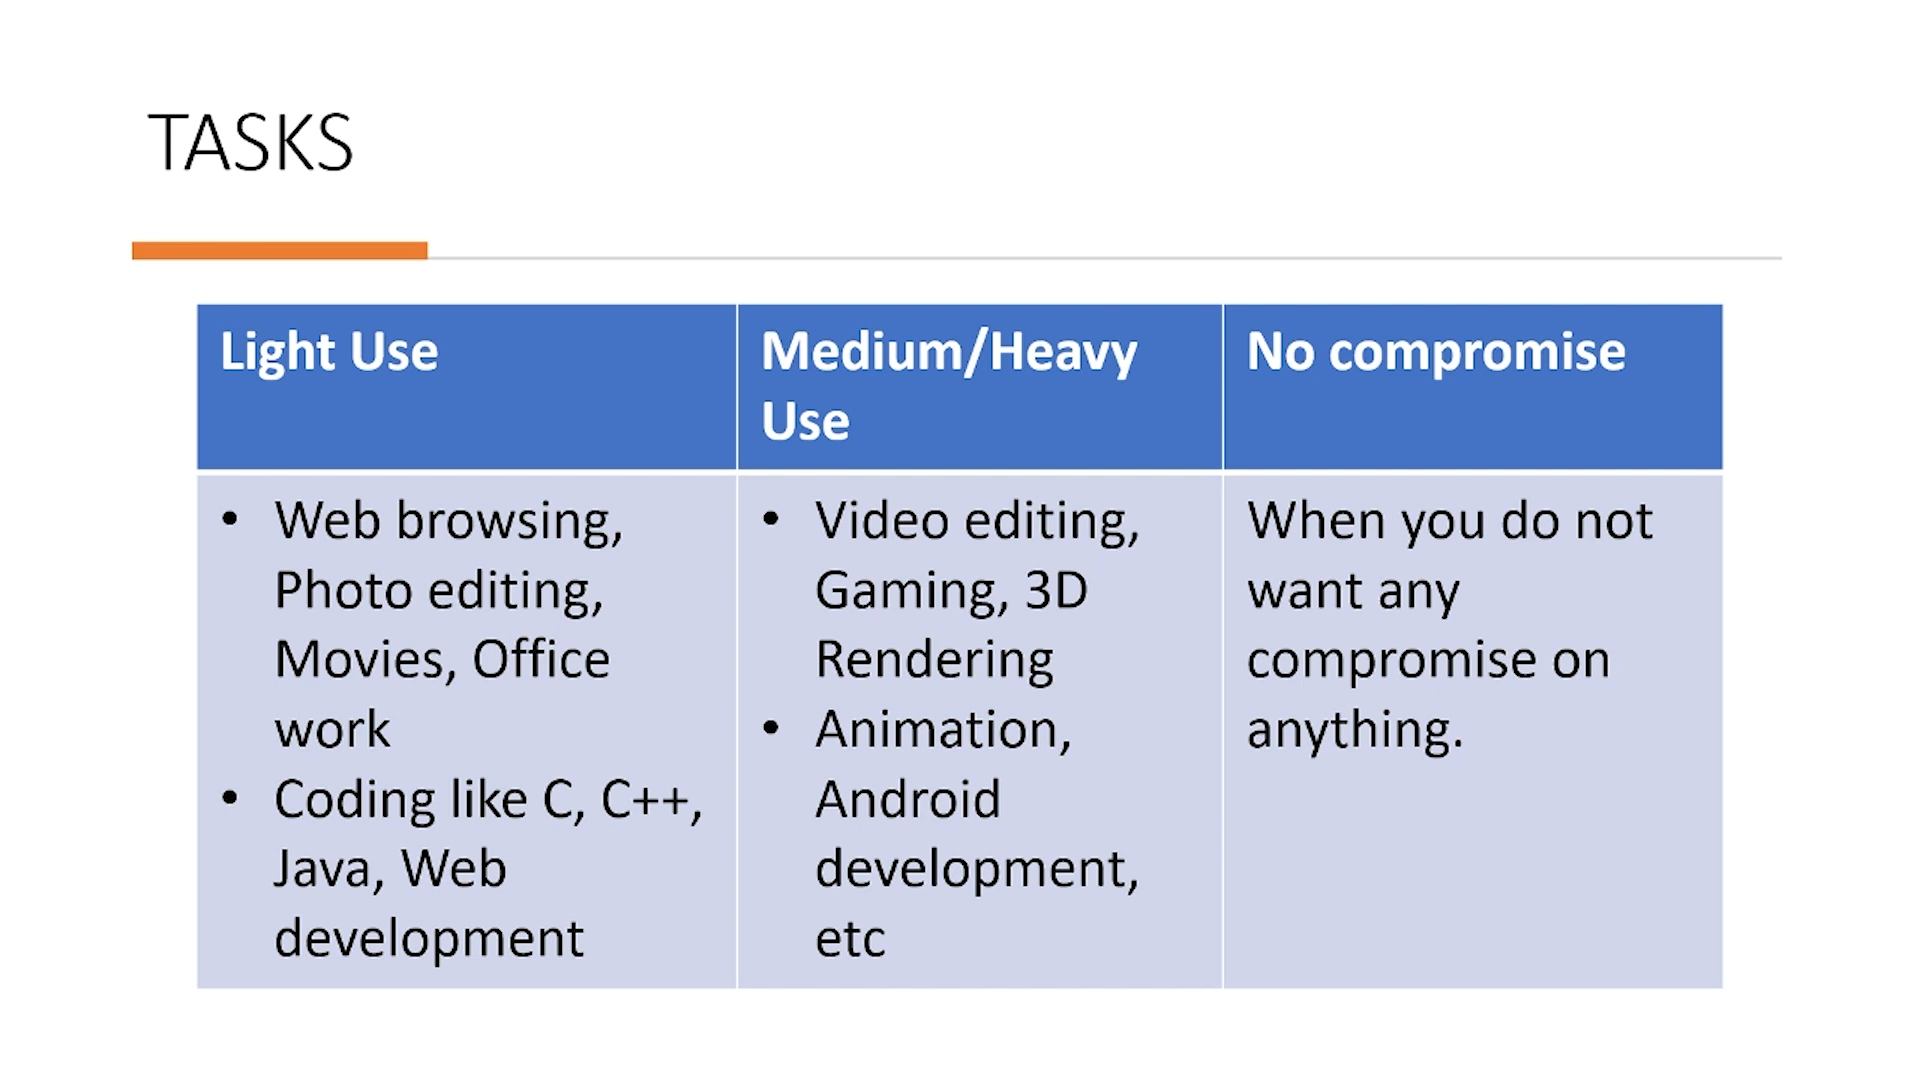 TASKS
Light Use
Medium/Heavy
Use
No compromise
• Web browsing,
Photo editing,
Movies, Office
work
• Coding like C, C++,
Java, Web
development
• Video editing,
Gaming, 3D
Rendering
• Animation,
Android
development,
etc
When you do not
want any
compromise on
anything.